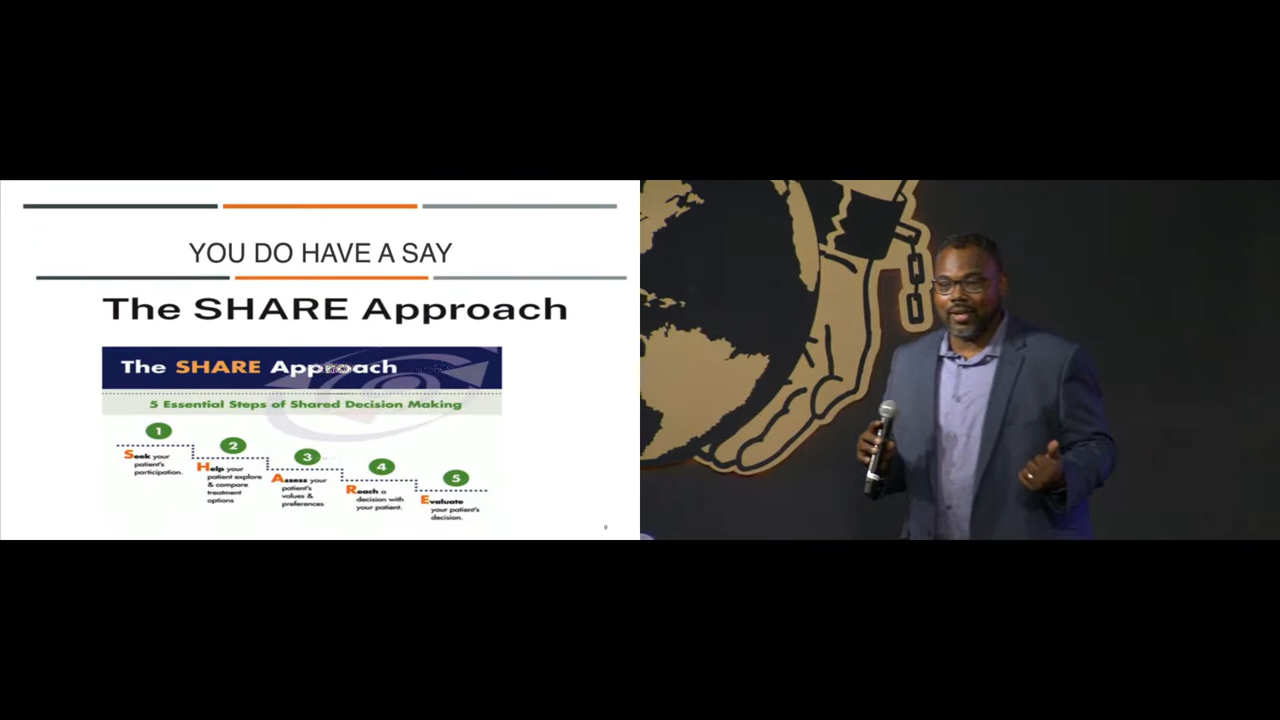 YOU DO HAVE A SAY
The SHARE Approach
The SHARE Approach
5 Essential Steps of Shared Decision Making
1
Seek your
patient's
participation.
2
Help your
patient explore
& compare
treatment
options
3
Assess your
patient's
values &
preferences
4
Reach a
decision with
your patient.
5
Evaluate
your patient's
decision.
9